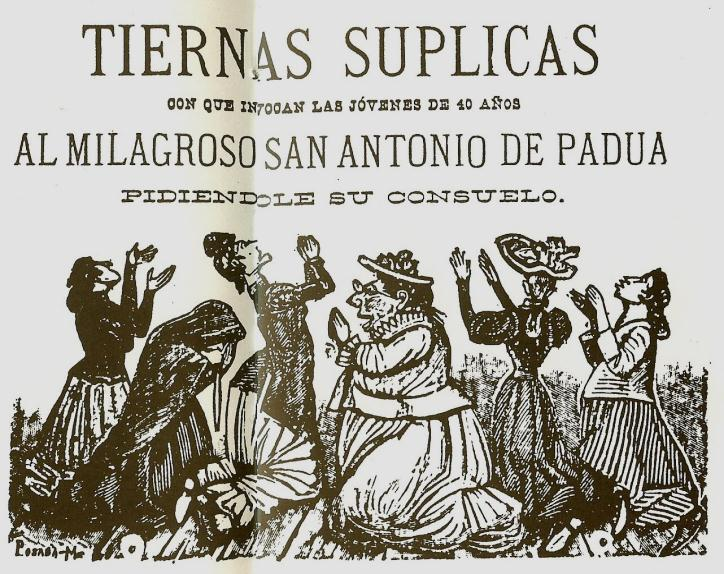 TIERNAS SUPLICAS
CON QUE INVOCAN LAS JÓVENES DE 40 AÑOS
AL MILAGROSO SAN ANTONIO DE PADUA
PIDIENDOLE SU CONSUELO.